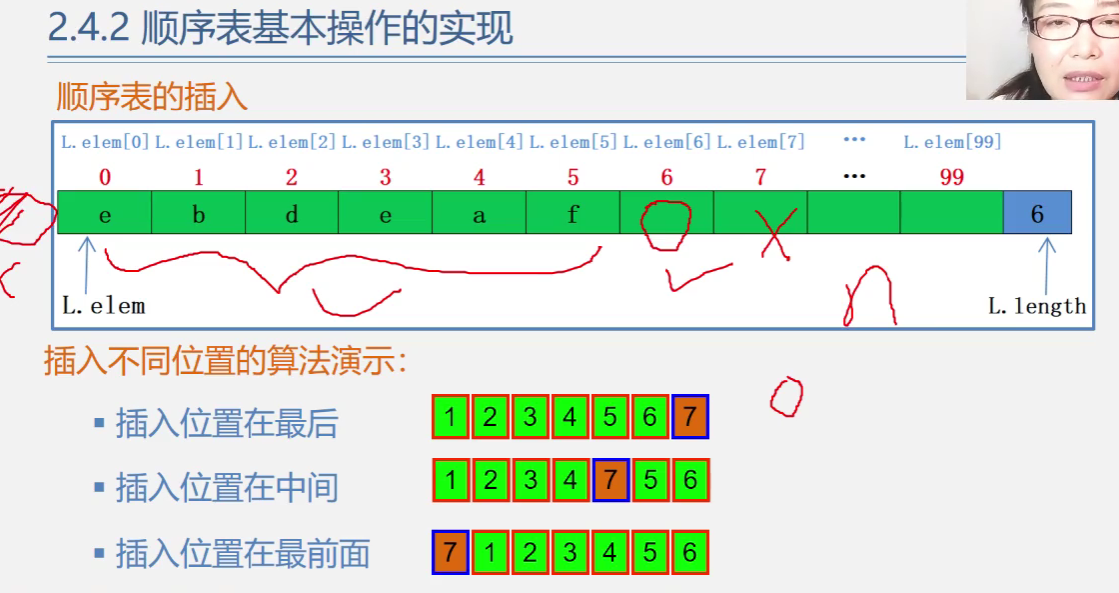 2.4.2 顺序表基本操作的实现
顺序表的插入
L.elem[0] L.elem[1] L.elem[2] L.elem[3] L.elem[4] L.elem[5] L.elem[6] L.elem[7] ... L.elem[99]
0 1 2 3 4 5 6 7 ... 99
e b d e a f 6
L.elem L.length
n
插入不同位置的算法演示：
▪ 插入位置在最后 1 2 3 4 5 6 7
▪ 插入位置在中间 1 2 3 4 7 5 6
▪ 插入位置在最前面 7 1 2 3 4 5 6